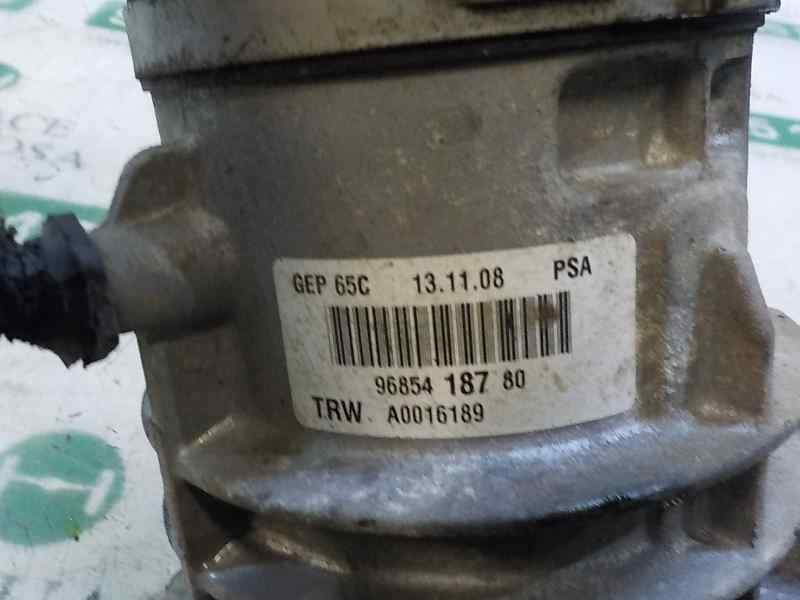 GEP 65C 13.11.08 PSA
96854 187 80
TRW A0016189